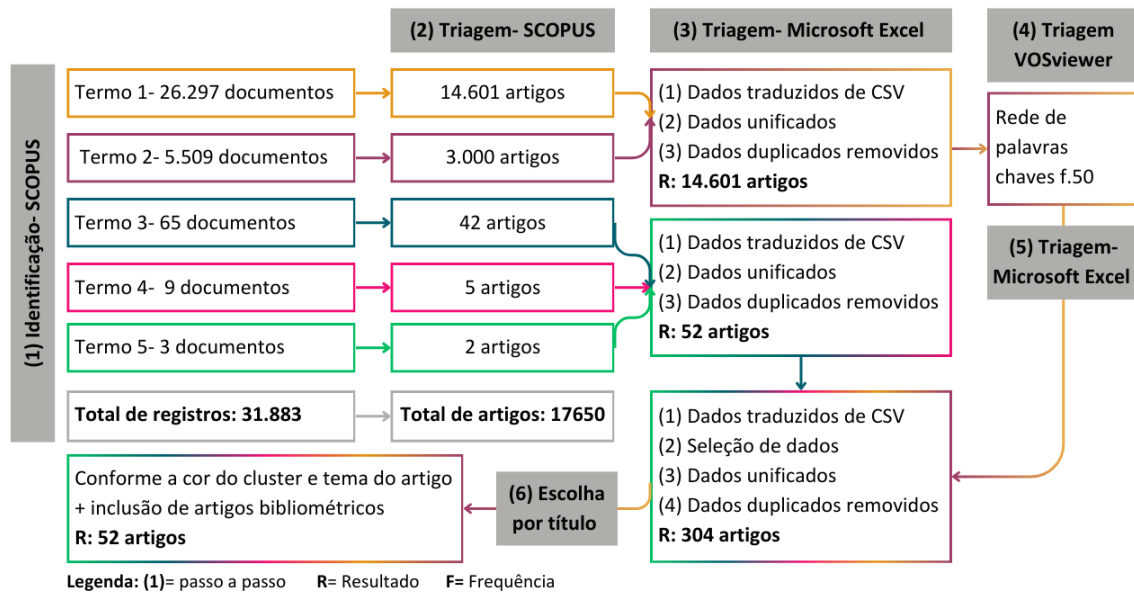 (1) Identificação- SCOPUS
(2) Triagem- SCOPUS
(3) Triagem- Microsoft Excel
(4) Triagem
VOSviewer
Termo 1- 26.297 documentos
14.601 artigos
Termo 2- 5.509 documentos
3.000 artigos
(1) Dados traduzidos de CSV
(2) Dados unificados
(3) Dados duplicados removidos
R: 14.601 artigos
Rede de
palavras
chaves f.50
Termo 3- 65 documentos
42 artigos
Termo 4- 9 documentos
5 artigos
Termo 5- 3 documentos
2 artigos
(1) Dados traduzidos de CSV
(2) Dados unificados
(3) Dados duplicados removidos
R: 52 artigos
(5) Triagem-
Microsoft Excel
Total de registros: 31.883
Total de artigos: 17650
(1) Dados traduzidos de CSV
(2) Seleção de dados
(3) Dados unificados
(4) Dados duplicados removidos
R: 304 artigos
(6) Escolha
por título
Conforme a cor do cluster e tema do artigo
+ inclusão de artigos bibliométricos
R: 52 artigos
Legenda: (1)= passo a passo R= Resultado F= Frequência